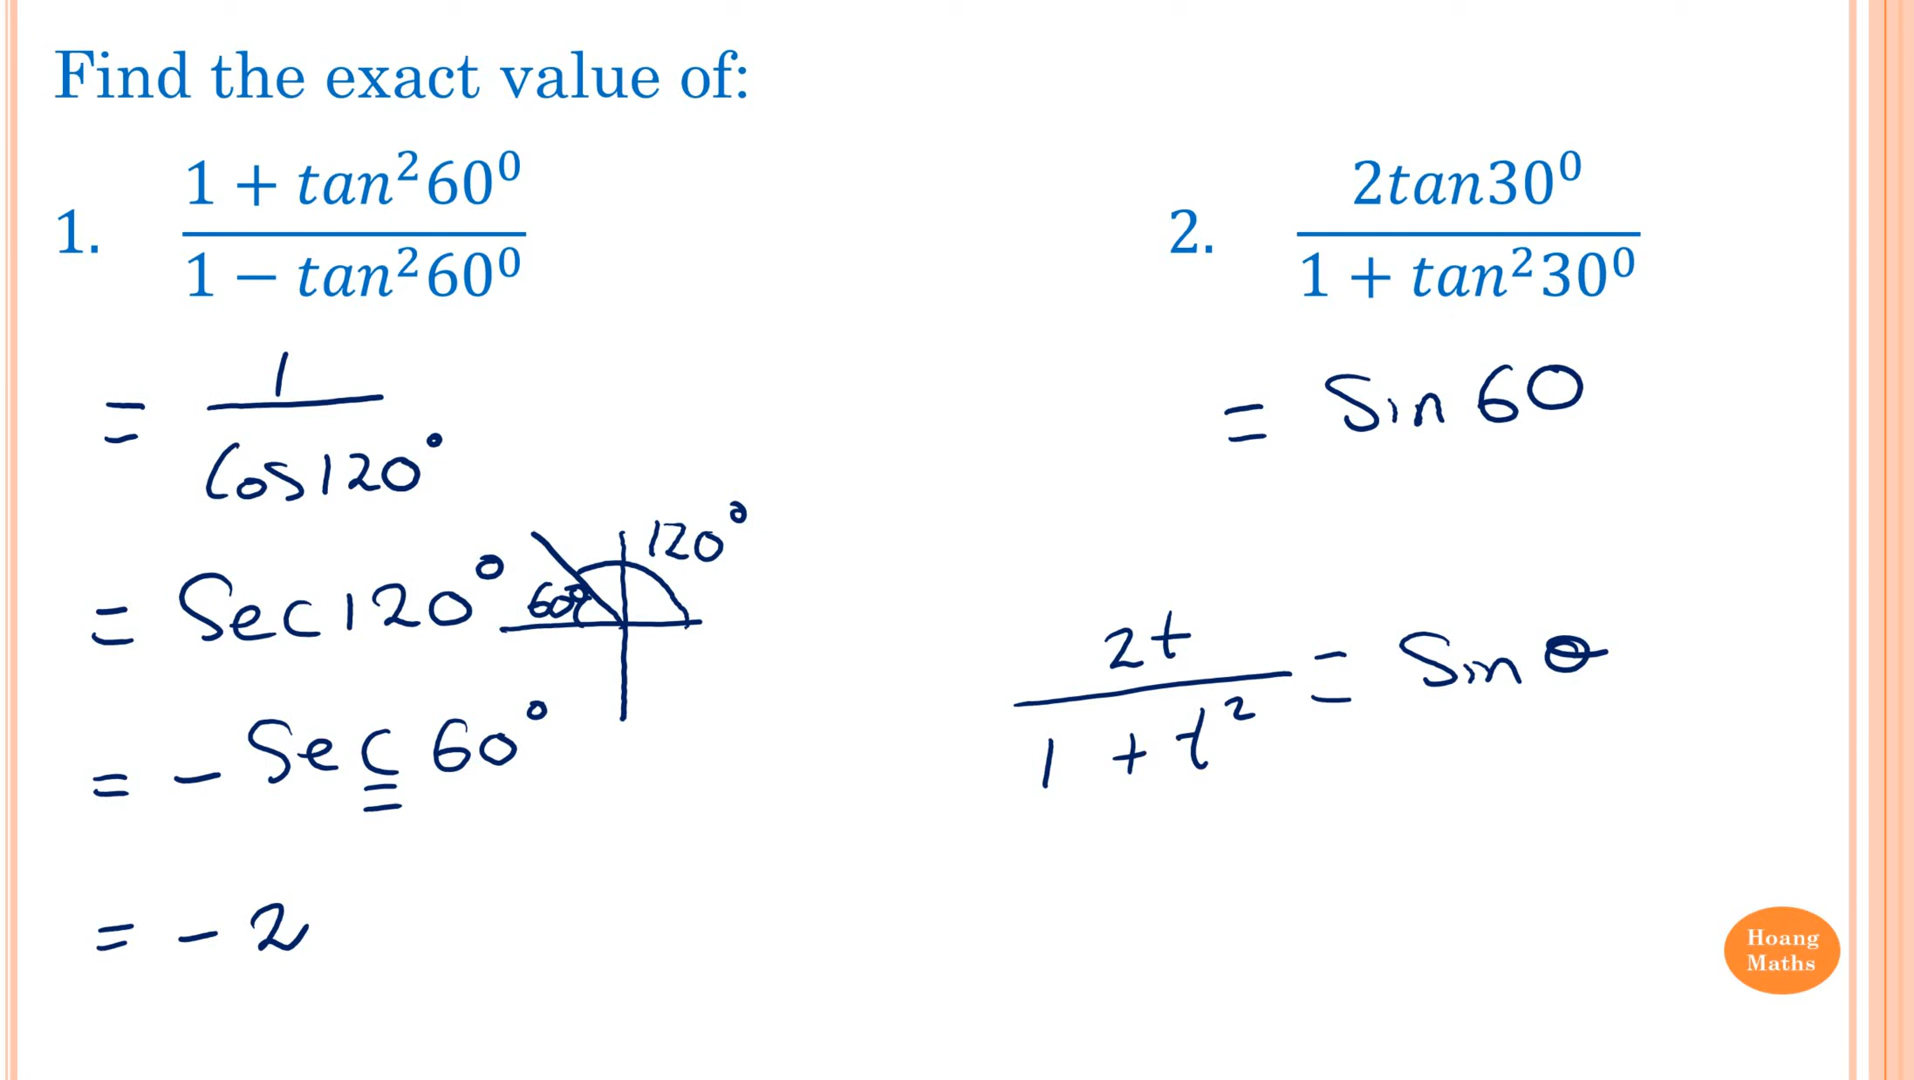 Find the exact value of:
1. (1 + tan²60⁰)/(1 − tan²60⁰)
= 1/Cos120°
= Sec120°
60°
120°
= − Sec 60°
= − 2
2. 2tan30⁰/(1 + tan²30⁰)
= Sin 60
2t/(1 + t²) = Sin θ
Hoang
Maths